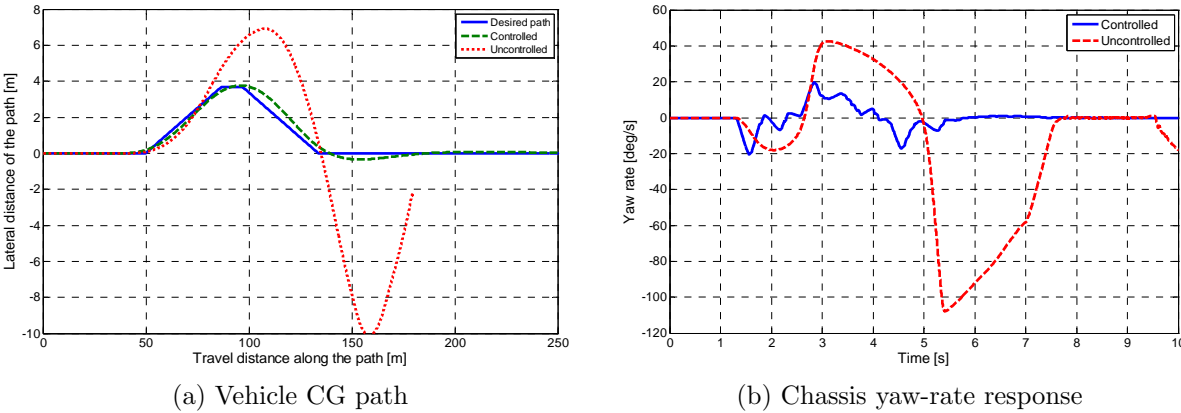 8
6
4
2
0
-2
-4
-6
-8
-10
Lateral distance of the path [m]
Desired path
Controlled
Uncontrolled
0 50 100 150 200 250
Travel distance along the path [m]
(a) Vehicle CG path
60
40
20
0
-20
-40
-60
-80
-100
-120
Yaw rate [deg/s]
Controlled
Uncontrolled
0 1 2 3 4 5 6 7 8 9 10
Time [s]
(b) Chassis yaw-rate response